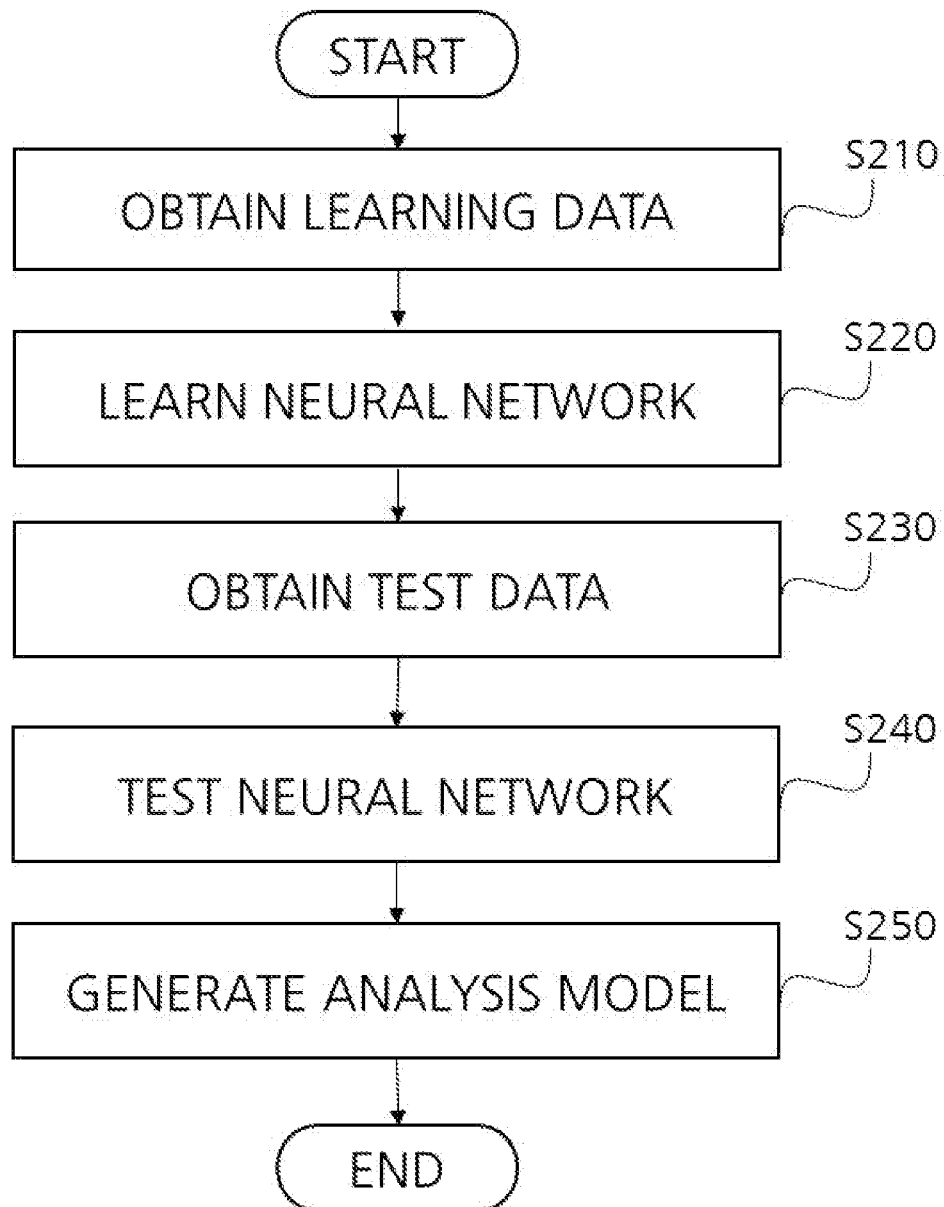 START
S210
OBTAIN LEARNING DATA
S220
LEARN NEURAL NETWORK
S230
OBTAIN TEST DATA
S240
TEST NEURAL NETWORK
S250
GENERATE ANALYSIS MODEL
END